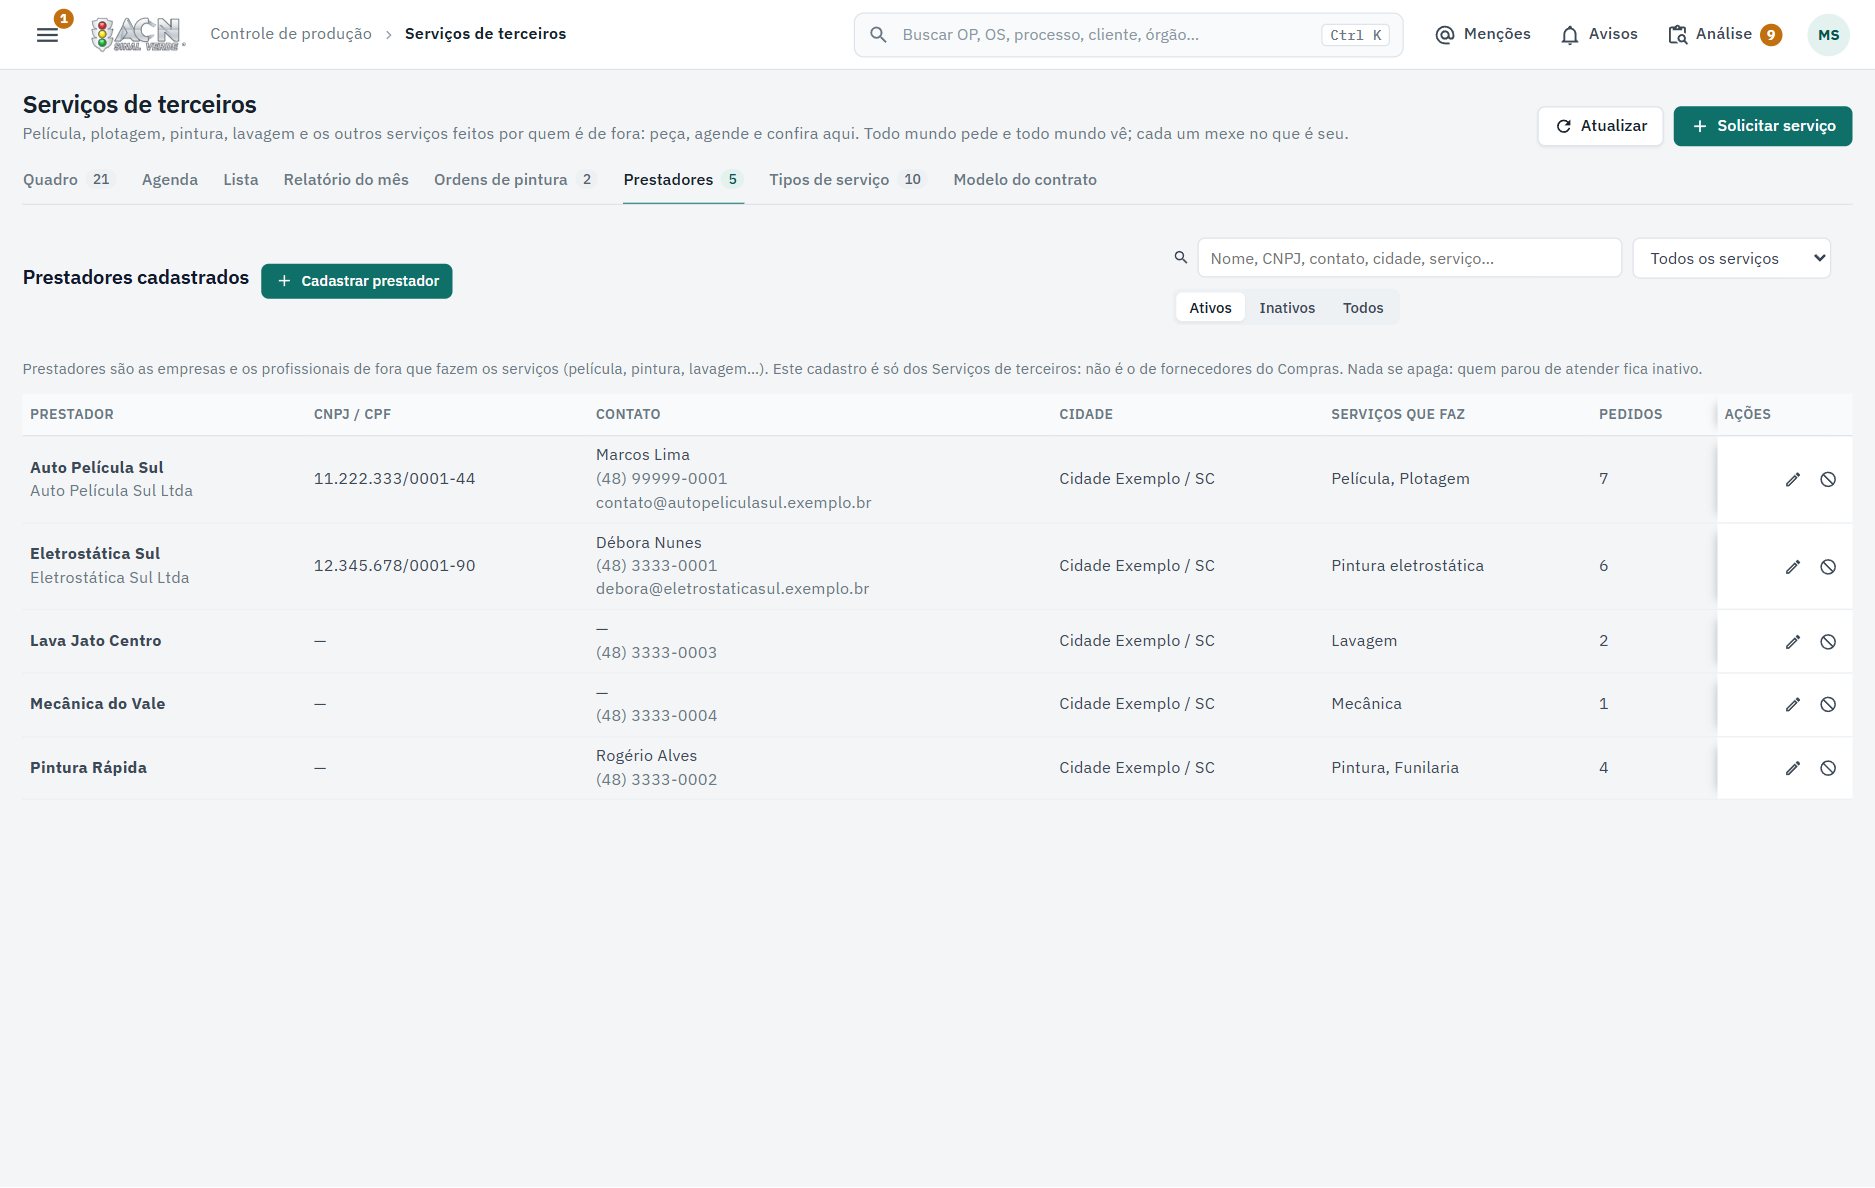 1
ACN
SINAL VERDE
Controle de produção › Serviços de terceiros
Buscar OP, OS, processo, cliente, órgão...
Ctrl K
Menções
Avisos
Análise 9
MS
Serviços de terceiros
Película, plotagem, pintura, lavagem e os outros serviços feitos por quem é de fora: peça, agende e confira aqui. Todo mundo pede e todo mundo vê; cada um mexe no que é seu.
Atualizar
+ Solicitar serviço
Quadro 21 Agenda Lista Relatório do mês Ordens de pintura 2 Prestadores 5 Tipos de serviço 10 Modelo do contrato
Prestadores cadastrados
+ Cadastrar prestador
Nome, CNPJ, contato, cidade, serviço...
Todos os serviços
Ativos Inativos Todos
Prestadores são as empresas e os profissionais de fora que fazem os serviços (película, pintura, lavagem...). Este cadastro é só dos Serviços de terceiros: não é o de fornecedores do Compras. Nada se apaga: quem parou de atender fica inativo.
PRESTADOR CNPJ / CPF CONTATO CIDADE SERVIÇOS QUE FAZ PEDIDOS AÇÕES
Auto Película Sul
Auto Película Sul Ltda
11.222.333/0001-44
Marcos Lima
(48) 99999-0001
contato@autopeliculasul.exemplo.br
Cidade Exemplo / SC
Película, Plotagem
7
Eletrostática Sul
Eletrostática Sul Ltda
12.345.678/0001-90
Débora Nunes
(48) 3333-0001
debora@eletrostaticasul.exemplo.br
Cidade Exemplo / SC
Pintura eletrostática
6
Lava Jato Centro
—
—
(48) 3333-0003
Cidade Exemplo / SC
Lavagem
2
Mecânica do Vale
—
—
(48) 3333-0004
Cidade Exemplo / SC
Mecânica
1
Pintura Rápida
—
Rogério Alves
(48) 3333-0002
Cidade Exemplo / SC
Pintura, Funilaria
4